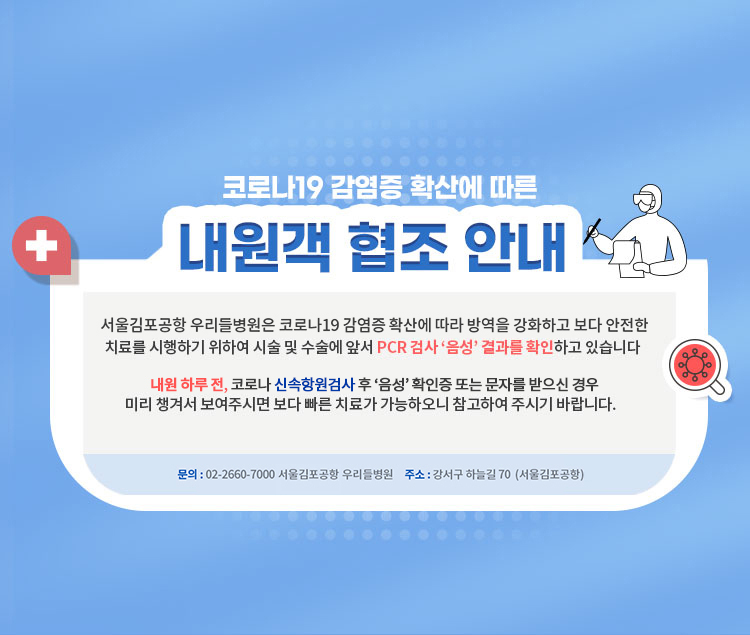 코로나19 감염증 확산에 따른
내원객 협조 안내
서울김포공항 우리들병원은 코로나19 감염증 확산에 따라 방역을 강화하고 보다 안전한
치료를 시행하기 위하여 시술 및 수술에 앞서 PCR 검사 ‘음성’ 결과를 확인하고 있습니다
내원 하루 전, 코로나 신속항원검사 후 ‘음성’ 확인증 또는 문자를 받으신 경우
미리 챙겨서 보여주시면 보다 빠른 치료가 가능하오니 참고하여 주시기 바랍니다.
문의 : 02-2660-7000 서울김포공항 우리들병원 주소 : 강서구 하늘길 70 (서울김포공항)